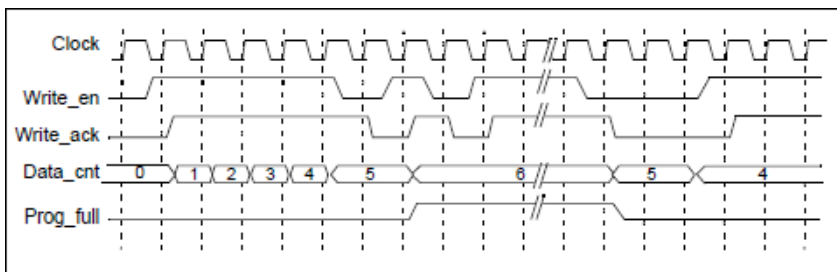 Clock
Write_en
Write_ack
Data_cnt 0 1 2 3 4 5 6 5 4
Prog_full